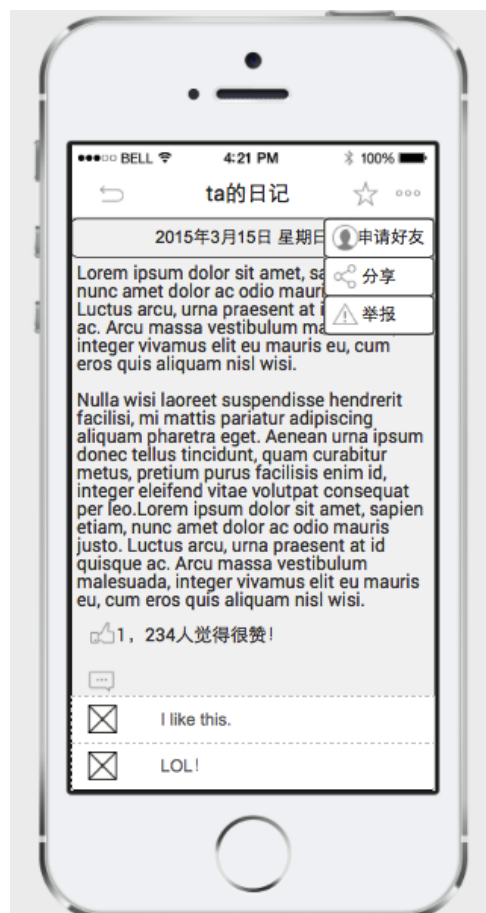 BELL 4:21 PM 100%
ta的日记
2015年3月15日 星期
申请好友
分享
举报
Lorem ipsum dolor sit amet,
nunc amet dolor ac odio
Luctus arcu, urna praesent at
ac. Arcu massa vestibulum
integer vivamus elit eu mauris eu, cum
eros quis aliquam nisl wisi.
Nulla wisi laoreet suspendisse hendrerit
facilisi, mi mattis pariatur adipiscing
aliquam pharetra eget. Aenean urna ipsum
donec tellus tincidunt, quam curabitur
metus, pretium purus facilisis enim id,
integer eleifend vitae volutpat consequat
per leo.Lorem ipsum dolor sit amet, sapien
etiam, nunc amet dolor ac odio mauris
justo. Luctus arcu, urna praesent at id
quisque ac. Arcu massa vestibulum
malesuada, integer vivamus elit eu mauris
eu, cum eros quis aliquam nisl wisi.
1，234人觉得很赞！
I like this.
LOL！